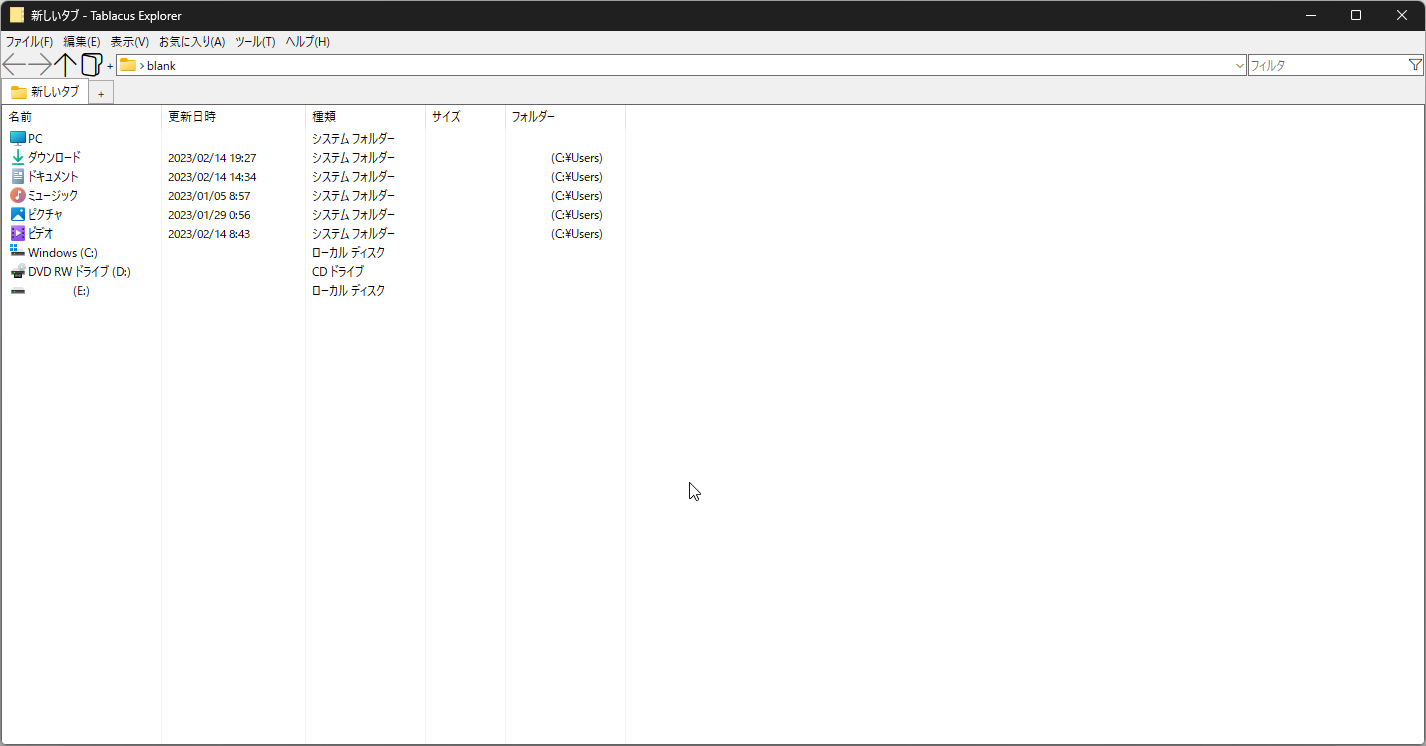 新しいタブ - Tablacus Explorer
ファイル(F) 編集(E) 表示(V) お気に入り(A) ツール(T) ヘルプ(H)
+ › blank フィルタ
新しいタブ +
名前 更新日時 種類 サイズ フォルダー
PC システム フォルダー
ダウンロード 2023/02/14 19:27 システム フォルダー (C:¥Users)
ドキュメント 2023/02/14 14:34 システム フォルダー (C:¥Users)
ミュージック 2023/01/05 8:57 システム フォルダー (C:¥Users)
ピクチャ 2023/01/29 0:56 システム フォルダー (C:¥Users)
ビデオ 2023/02/14 8:43 システム フォルダー (C:¥Users)
Windows (C:) ローカル ディスク
DVD RW ドライブ (D:) CD ドライブ
(E:) ローカル ディスク